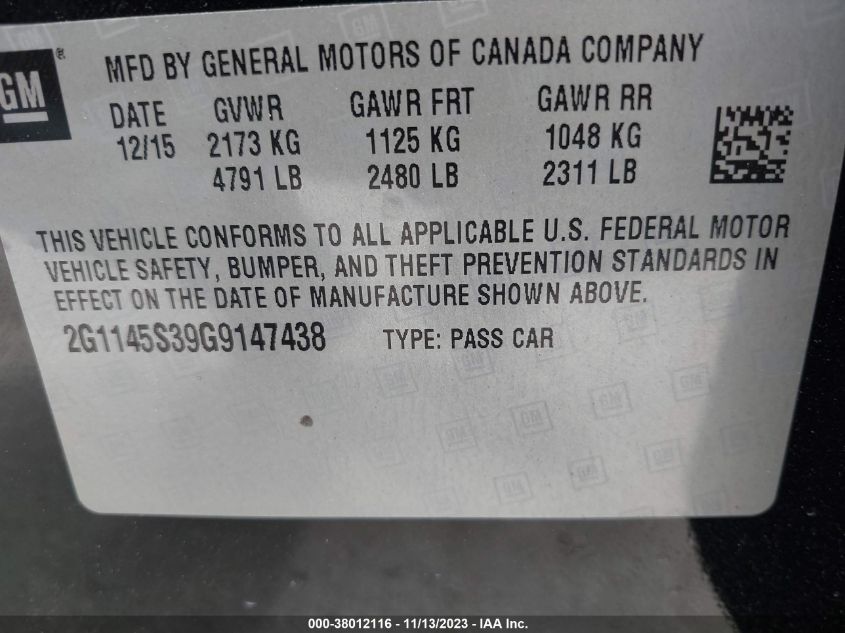 GM
MFD BY GENERAL MOTORS OF CANADA COMPANY
DATE GVWR GAWR FRT GAWR RR
12/15 2173 KG 1125 KG 1048 KG
4791 LB 2480 LB 2311 LB
THIS VEHICLE CONFORMS TO ALL APPLICABLE U.S. FEDERAL MOTOR
VEHICLE SAFETY, BUMPER, AND THEFT PREVENTION STANDARDS IN
EFFECT ON THE DATE OF MANUFACTURE SHOWN ABOVE.
2G1145S39G9147438 TYPE: PASS CAR
000-38012116 - 11/13/2023 - IAA Inc.